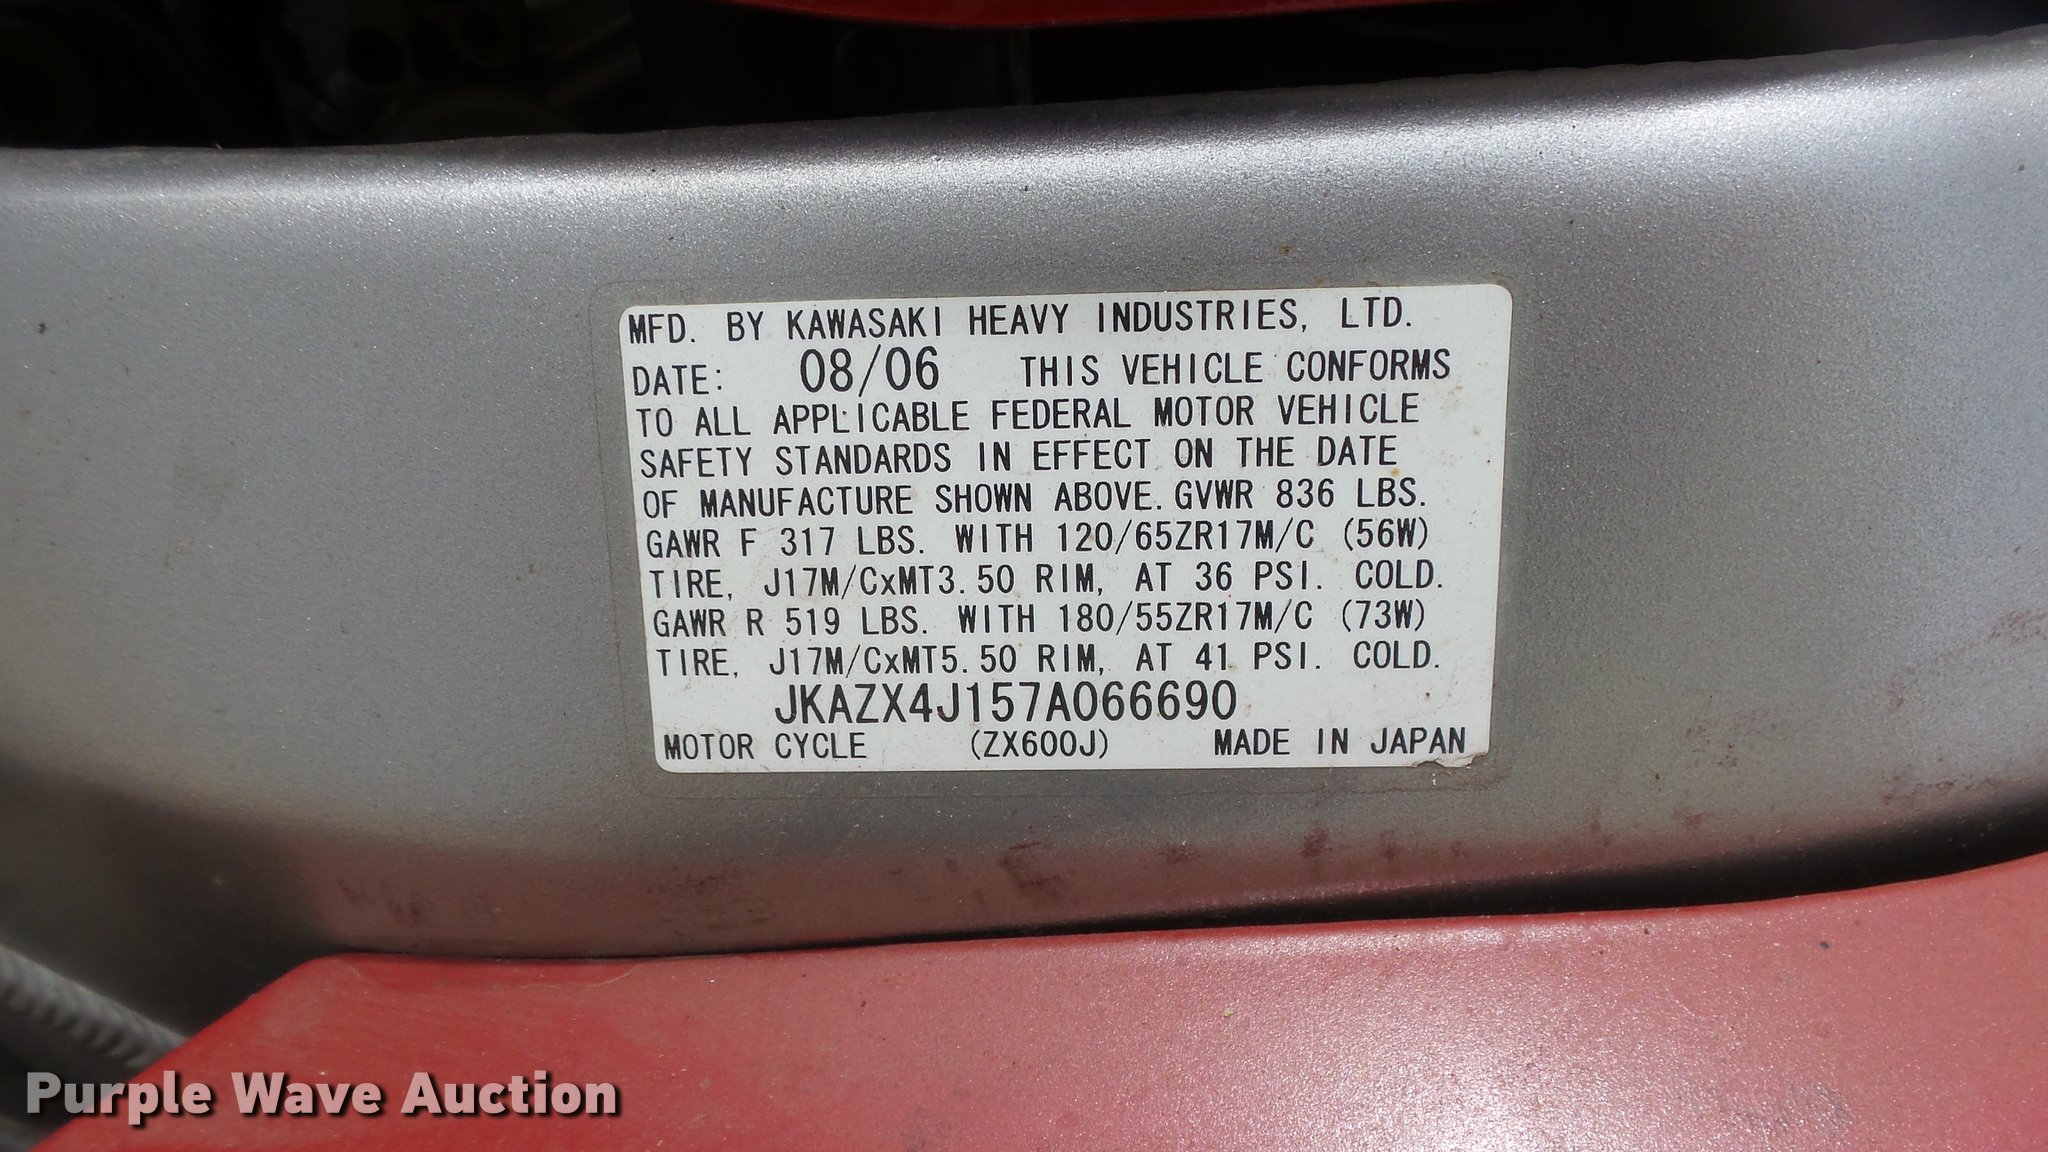 MFD. BY KAWASAKI HEAVY INDUSTRIES, LTD.
DATE: 08/06 THIS VEHICLE CONFORMS
TO ALL APPLICABLE FEDERAL MOTOR VEHICLE
SAFETY STANDARDS IN EFFECT ON THE DATE
OF MANUFACTURE SHOWN ABOVE. GVWR 836 LBS.
GAWR F 317 LBS. WITH 120/65ZR17M/C (56W)
TIRE, J17M/CxMT3.50 RIM, AT 36 PSI. COLD.
GAWR R 519 LBS. WITH 180/55ZR17M/C (73W)
TIRE, J17M/CxMT5.50 RIM, AT 41 PSI. COLD.
JKAZX4J157A066690
MOTOR CYCLE (ZX600J) MADE IN JAPAN
Purple Wave Auction